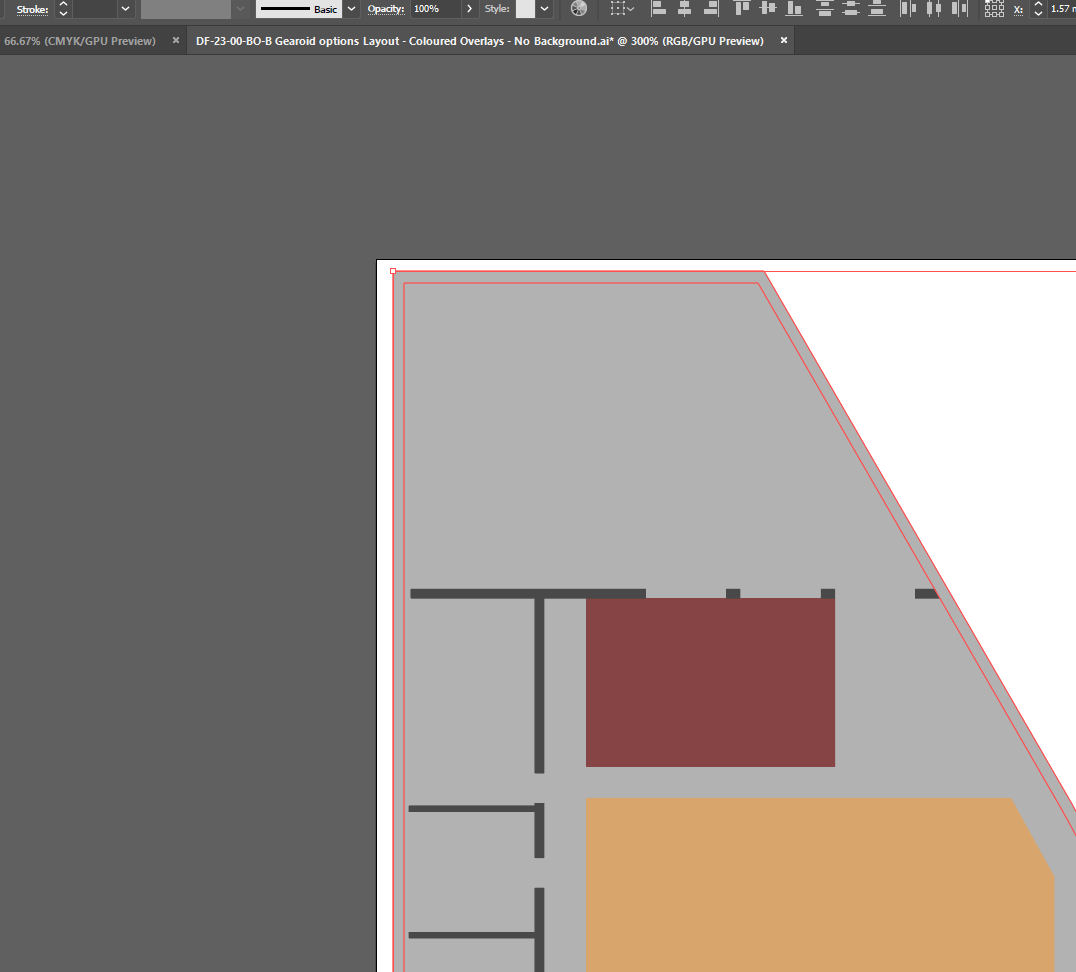 Stroke: Basic Opacity: 100% Style: X: 1.57 m
66.67% (CMYK/GPU Preview) × DF-23-00-BO-B Gearoid options Layout - Coloured Overlays - No Background.ai* @ 300% (RGB/GPU Preview) ×